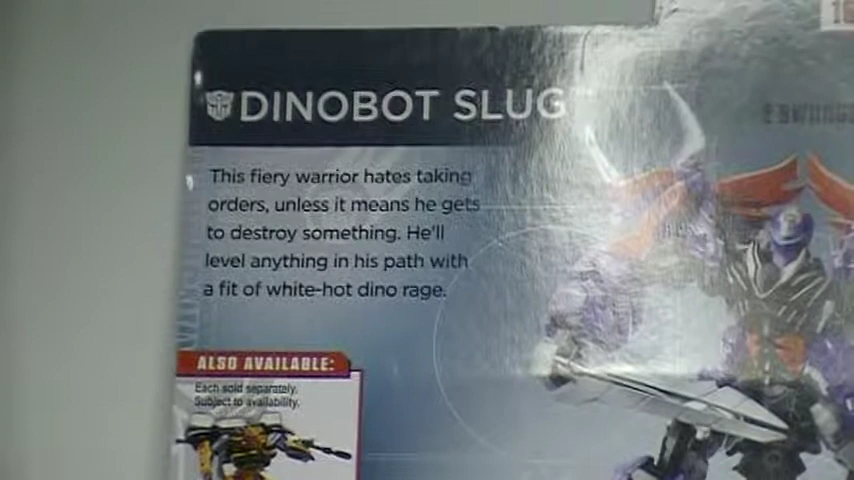 DINOBOT SLUG
This fiery warrior hates taking
orders, unless it means he gets
to destroy something. He'll
level anything in his path with
a fit of white-hot dino rage.
ALSO AVAILABLE:
Each sold separately.
Subject to availability.